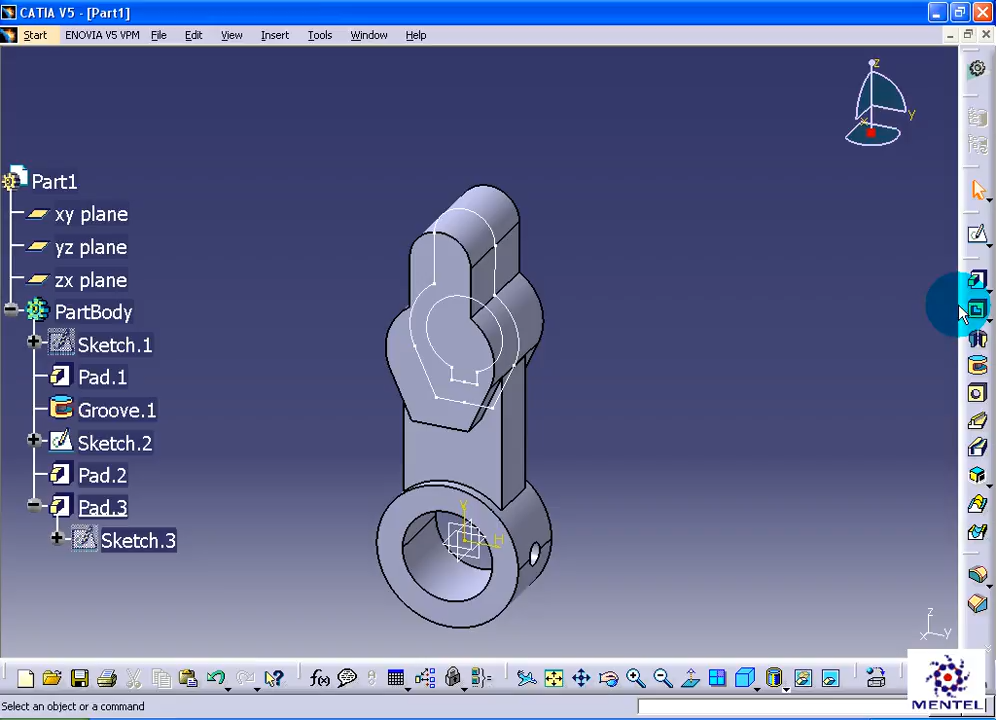 CATIA V5 - [Part1]
Start ENOVIA V5 VPM File Edit View Insert Tools Window Help
z
Y
x
Part1
xy plane
yz plane
zx plane
PartBody
Sketch.1
Pad.1
Groove.1
Sketch.2
Pad.2
Pad.3
Sketch.3
V
H
z
x y
f(x)
MENTEL
Select an object or a command